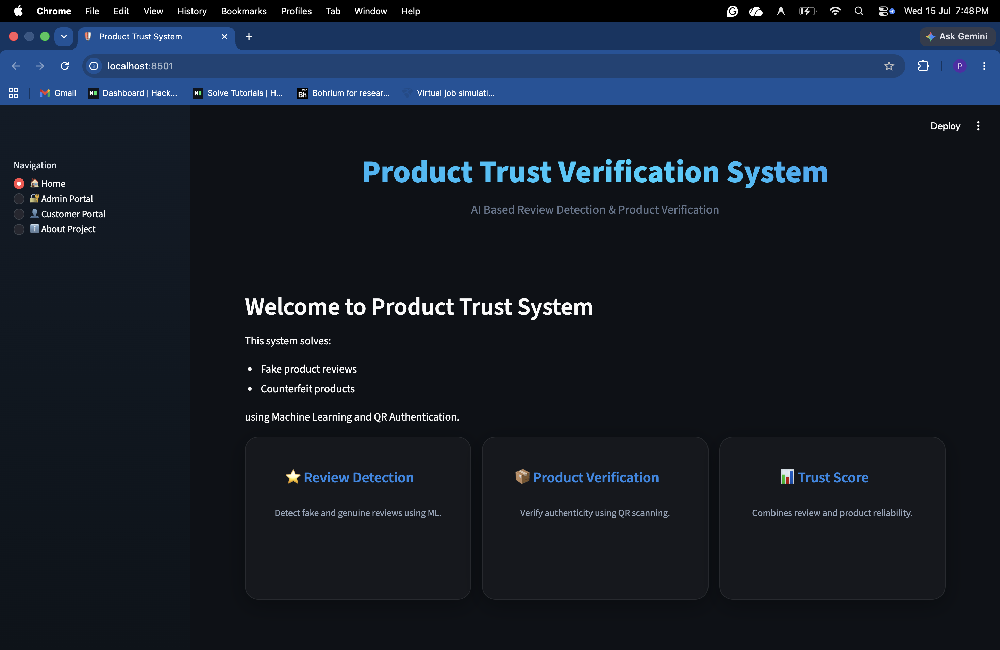 Chrome File Edit View History Bookmarks Profiles Tab Window Help Wed 15 Jul 7:48 PM
Product Trust System Ask Gemini
localhost:8501 p
Gmail Dashboard | Hack... Solve Tutorials | H... Bohrium for resear... Virtual job simulati...
Deploy
Navigation
Home
Admin Portal
Customer Portal
About Project
Product Trust Verification System
AI Based Review Detection & Product Verification
Welcome to Product Trust System
This system solves:
• Fake product reviews
• Counterfeit products
using Machine Learning and QR Authentication.
Review Detection
Detect fake and genuine reviews using ML.
Product Verification
Verify authenticity using QR scanning.
Trust Score
Combines review and product reliability.